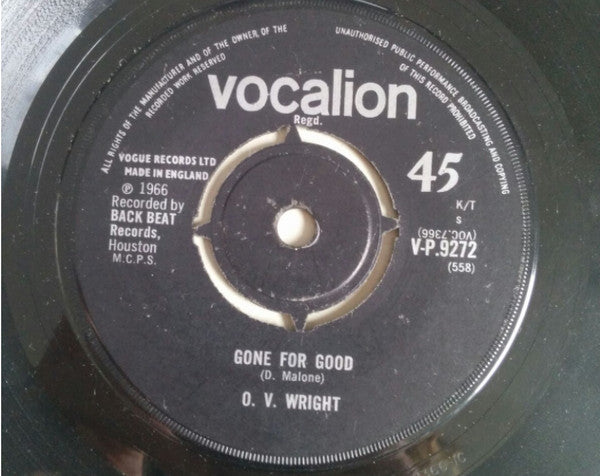 ALL RIGHTS OF THE MANUFACTURER AND OF THE OWNER OF THE
RECORDED WORK RESERVED
UNAUTHORISED PUBLIC PERFORMANCE BROADCASTING AND COPYING
OF THIS RECORD PROHIBITED
vocalion
Regd.
VOGUE RECORDS LTD
MADE IN ENGLAND
℗ 1966
Recorded by
BACK BEAT
Records,
Houston
M.C.P.S.
45
K/T
S
(VOC.7366)
V-P.9272
(558)
GONE FOR GOOD
(D. Malone)
O. V. WRIGHT